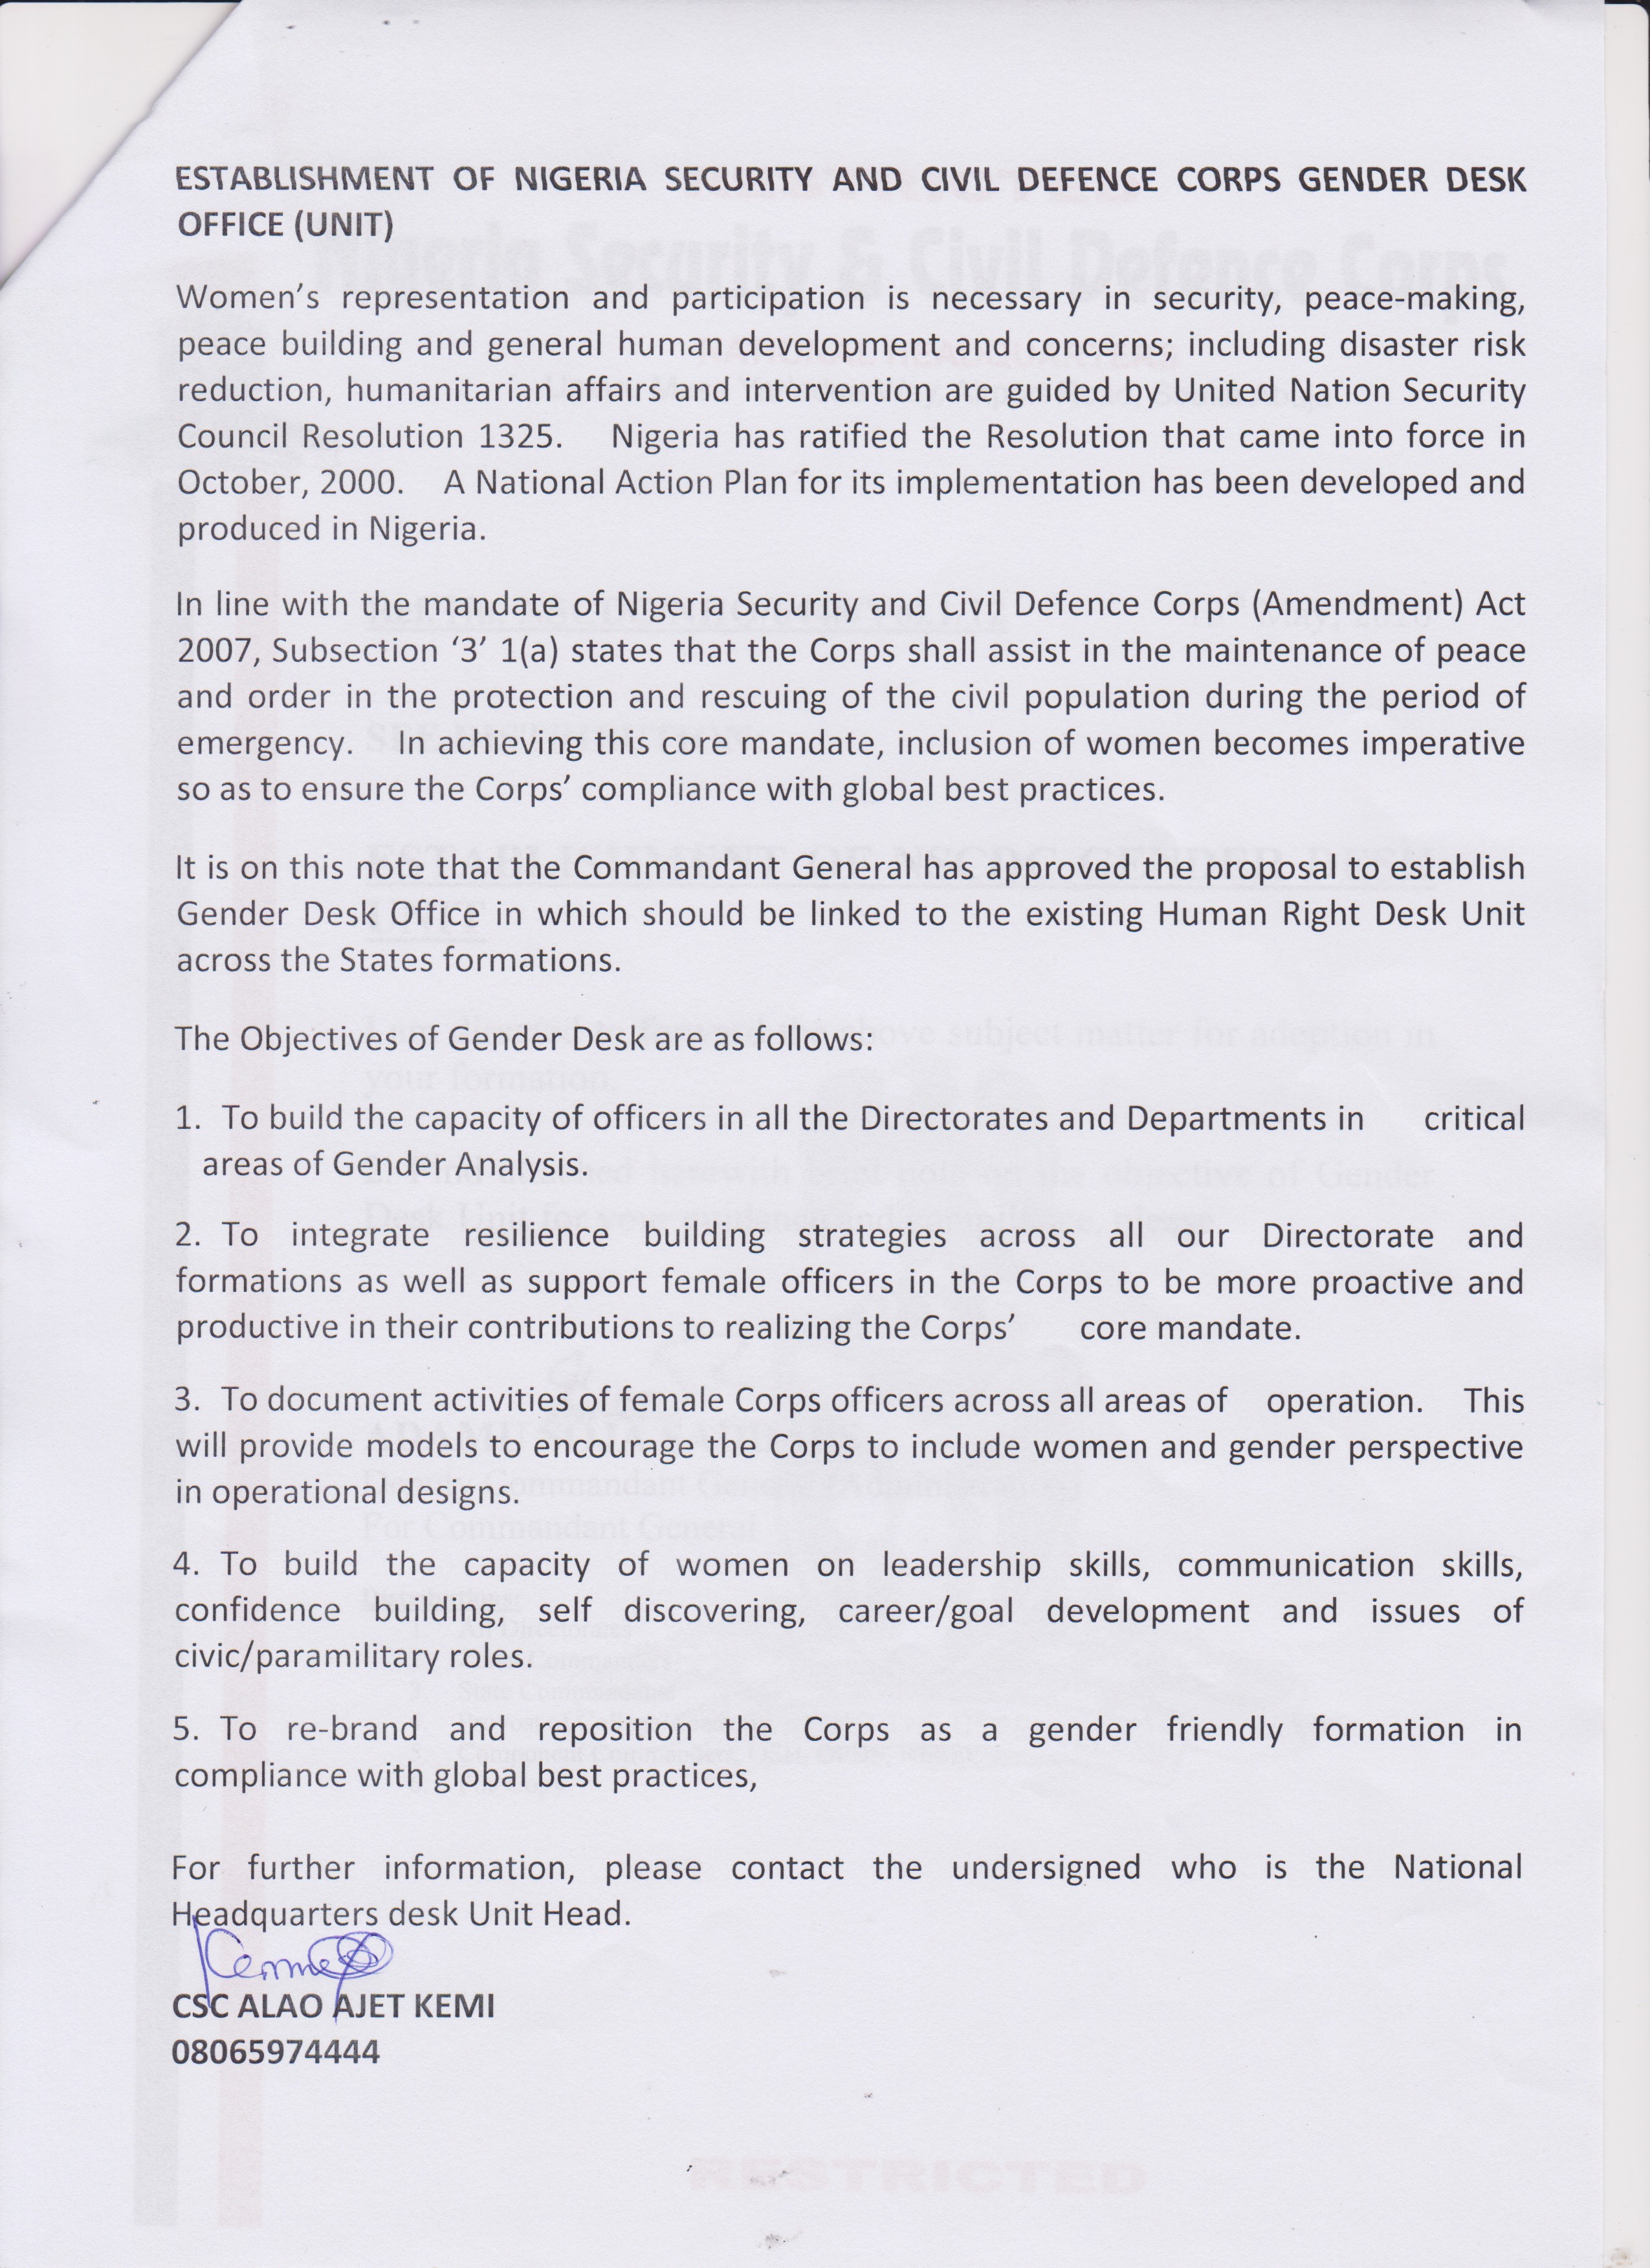 ESTABLISHMENT OF NIGERIA SECURITY AND CIVIL DEFENCE CORPS GENDER DESK
OFFICE (UNIT)
Women’s representation and participation is necessary in security, peace-making,
peace building and general human development and concerns; including disaster risk
reduction, humanitarian affairs and intervention are guided by United Nation Security
Council Resolution 1325. Nigeria has ratified the Resolution that came into force in
October, 2000. A National Action Plan for its implementation has been developed and
produced in Nigeria.
In line with the mandate of Nigeria Security and Civil Defence Corps (Amendment) Act
2007, Subsection ‘3’ 1(a) states that the Corps shall assist in the maintenance of peace
and order in the protection and rescuing of the civil population during the period of
emergency. In achieving this core mandate, inclusion of women becomes imperative
so as to ensure the Corps’ compliance with global best practices.
It is on this note that the Commandant General has approved the proposal to establish
Gender Desk Office in which should be linked to the existing Human Right Desk Unit
across the States formations.
The Objectives of Gender Desk are as follows:
1. To build the capacity of officers in all the Directorates and Departments in critical
areas of Gender Analysis.
2. To integrate resilience building strategies across all our Directorate and
formations as well as support female officers in the Corps to be more proactive and
productive in their contributions to realizing the Corps’ core mandate.
3. To document activities of female Corps officers across all areas of operation. This
will provide models to encourage the Corps to include women and gender perspective
in operational designs.
4. To build the capacity of women on leadership skills, communication skills,
confidence building, self discovering, career/goal development and issues of
civic/paramilitary roles.
5. To re-brand and reposition the Corps as a gender friendly formation in
compliance with global best practices,
For further information, please contact the undersigned who is the National
Headquarters desk Unit Head.
CSC ALAO AJET KEMI
08065974444
RESTRICTED